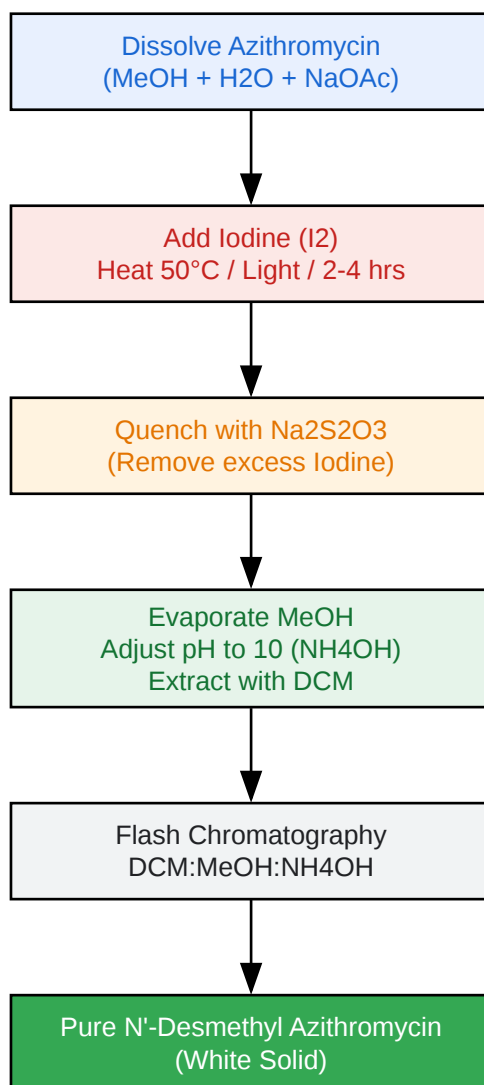 Dissolve Azithromycin
(MeOH + H2O + NaOAc)
Add Iodine (I2)
Heat 50°C / Light / 2-4 hrs
Quench with Na2S2O3
(Remove excess Iodine)
Evaporate MeOH
Adjust pH to 10 (NH4OH)
Extract with DCM
Flash Chromatography
DCM:MeOH:NH4OH
Pure N'-Desmethyl Azithromycin
(White Solid)